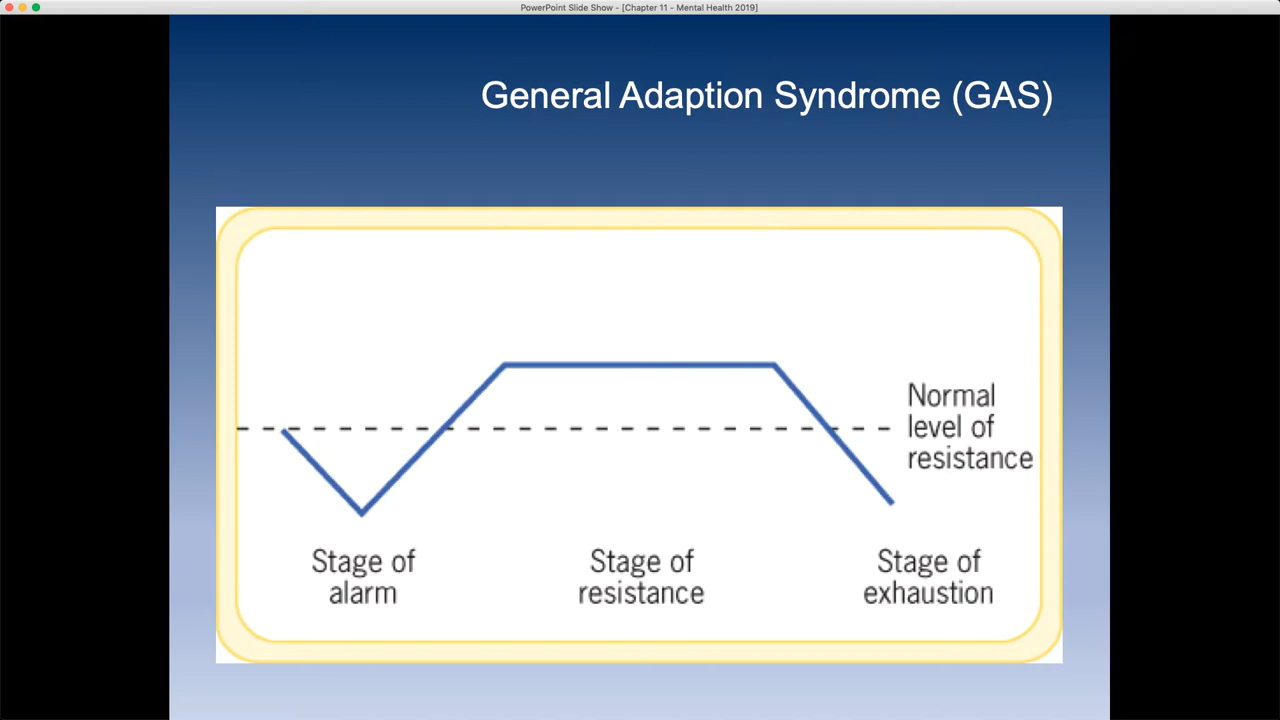 PowerPoint Slide Show - [Chapter 11 - Mental Health 2019]
General Adaption Syndrome (GAS)
Normal
level of
resistance
Stage of
alarm
Stage of
resistance
Stage of
exhaustion